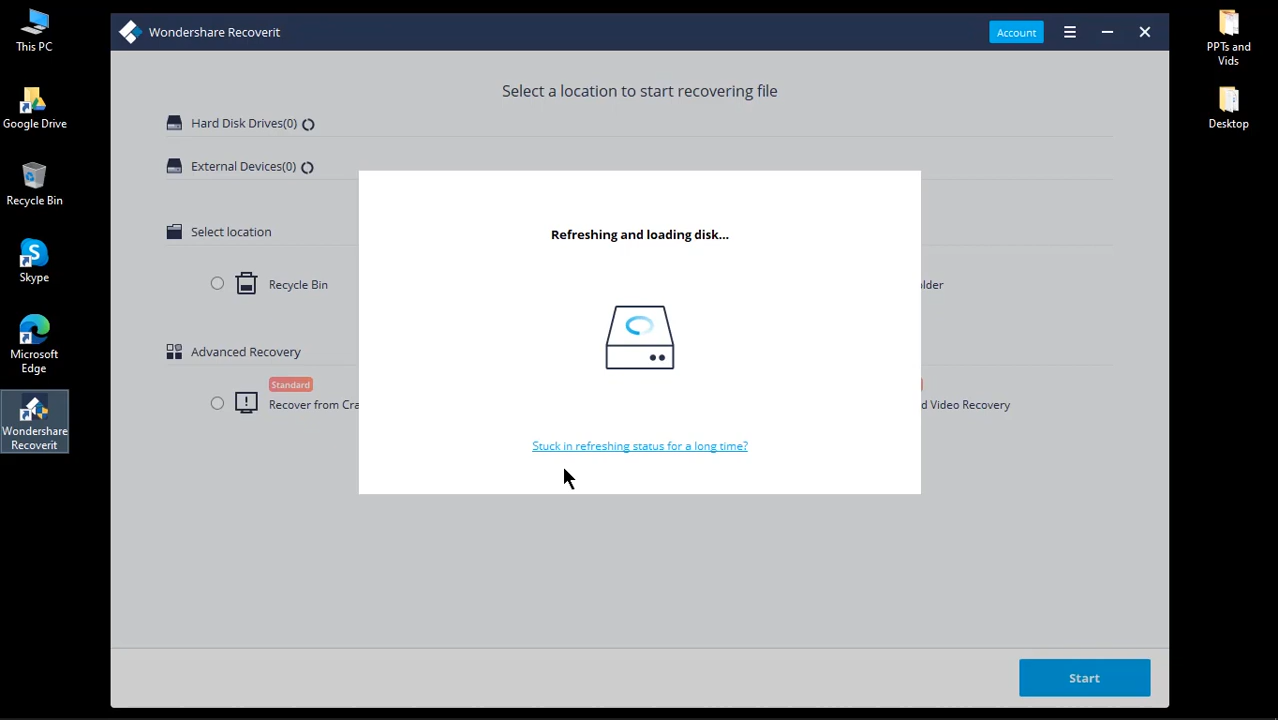 This PC
Google Drive
Recycle Bin
Skype
Microsoft
Edge
Wondershare
Recoverit
Wondershare Recoverit
Account
Select a location to start recovering file
Hard Disk Drives(0)
External Devices(0)
Select location
Recycle Bin
older
Advanced Recovery
Standard
Recover from Cra
d Video Recovery
Refreshing and loading disk...
Stuck in refreshing status for a long time?
Start
PPTs and
Vids
Desktop